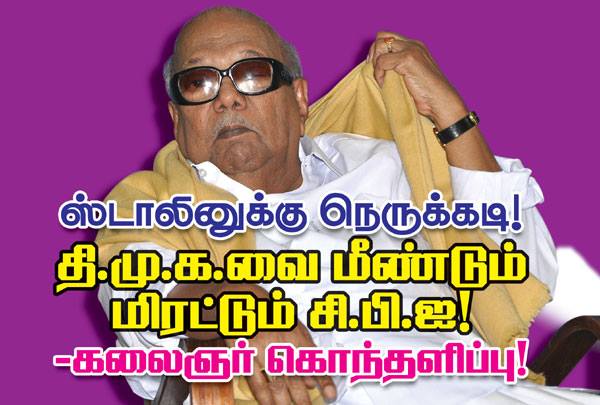 ஸ்டாலினுக்கு நெருக்கடி!
தி.மு.க.வை மீண்டும்
மிரட்டும் சி.பி.ஐ!
-கலைஞர் கொந்தளிப்பு!